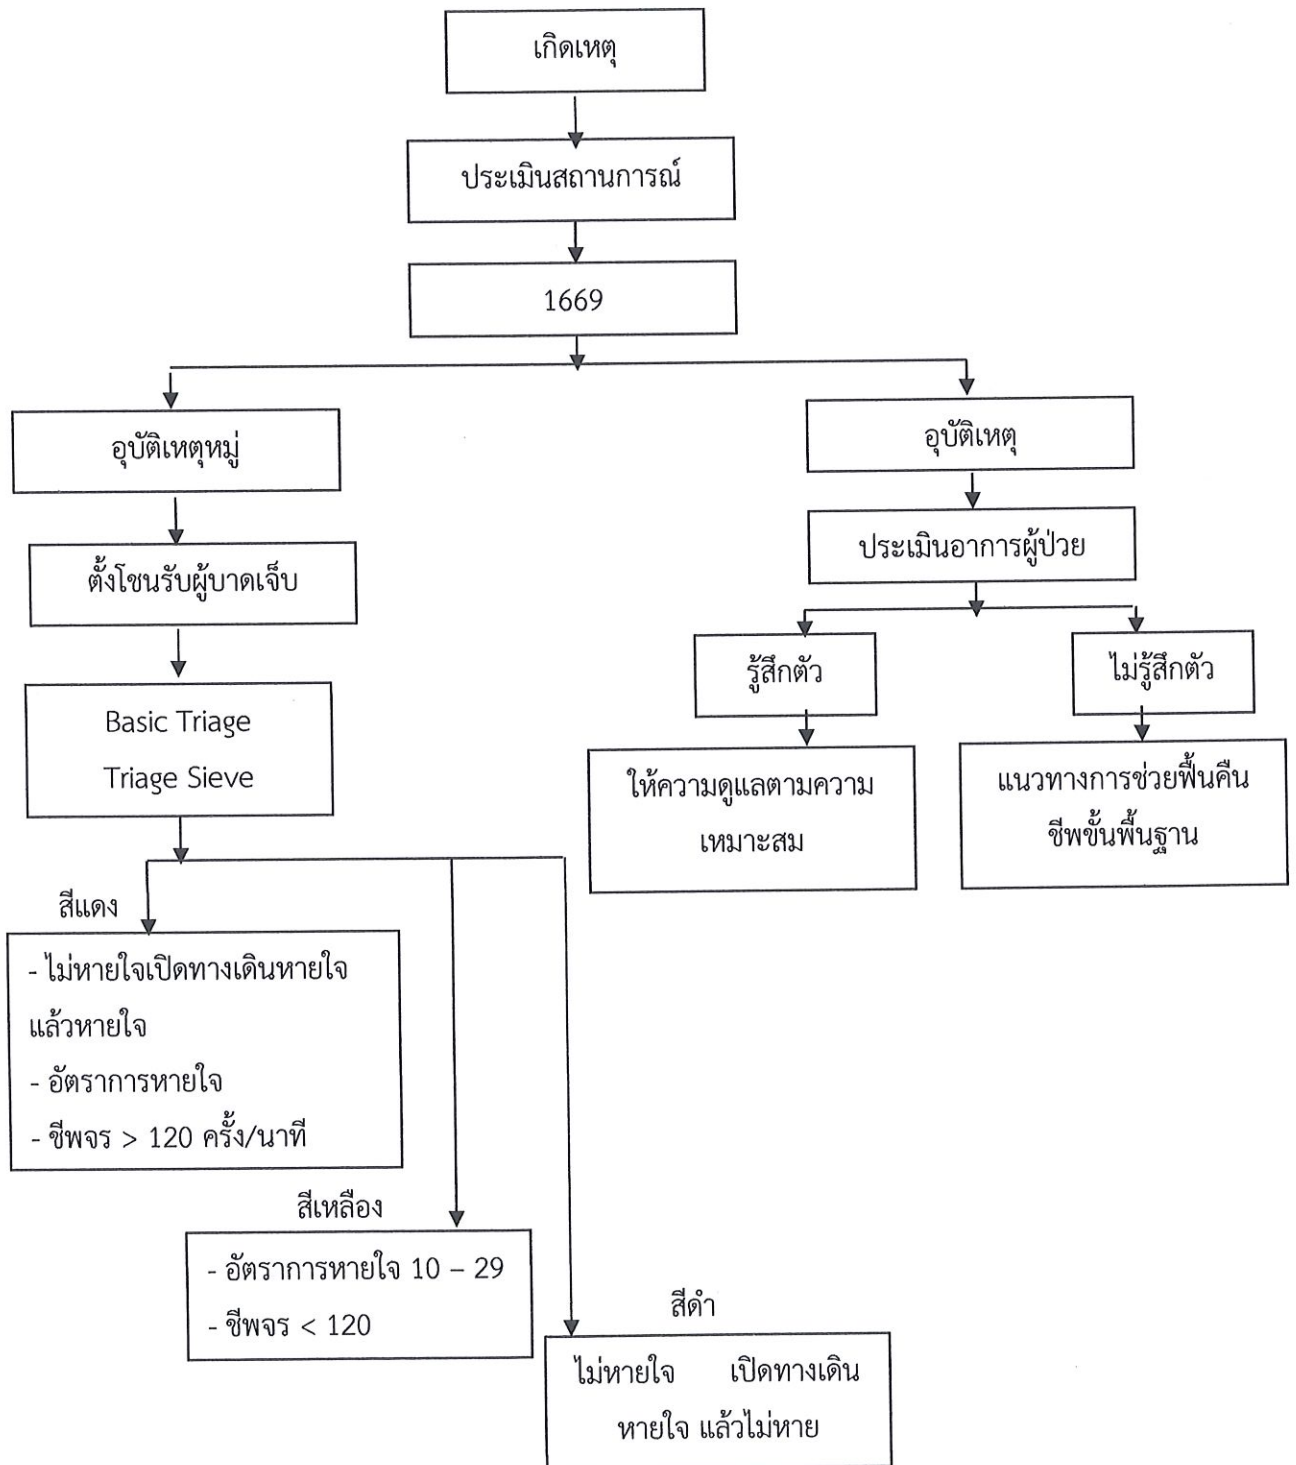 เกิดเหตุ
ประเมินสถานการณ์
1669
อุบัติเหตุหมู่
ตั้งโซนรับผู้บาดเจ็บ
Basic Triage
Triage Sieve
สีแดง
- ไม่หายใจเปิดทางเดินหายใจ
แล้วหายใจ
- อัตราการหายใจ
- ชีพจร > 120 ครั้ง/นาที
สีเหลือง
- อัตราการหายใจ 10 – 29
- ชีพจร < 120
สีดำ
ไม่หายใจ เปิดทางเดิน
หายใจ แล้วไม่หาย
อุบัติเหตุ
ประเมินอาการผู้ป่วย
รู้สึกตัว
ให้ความดูแลตามความ
เหมาะสม
ไม่รู้สึกตัว
แนวทางการช่วยฟื้นคืน
ชีพขั้นพื้นฐาน